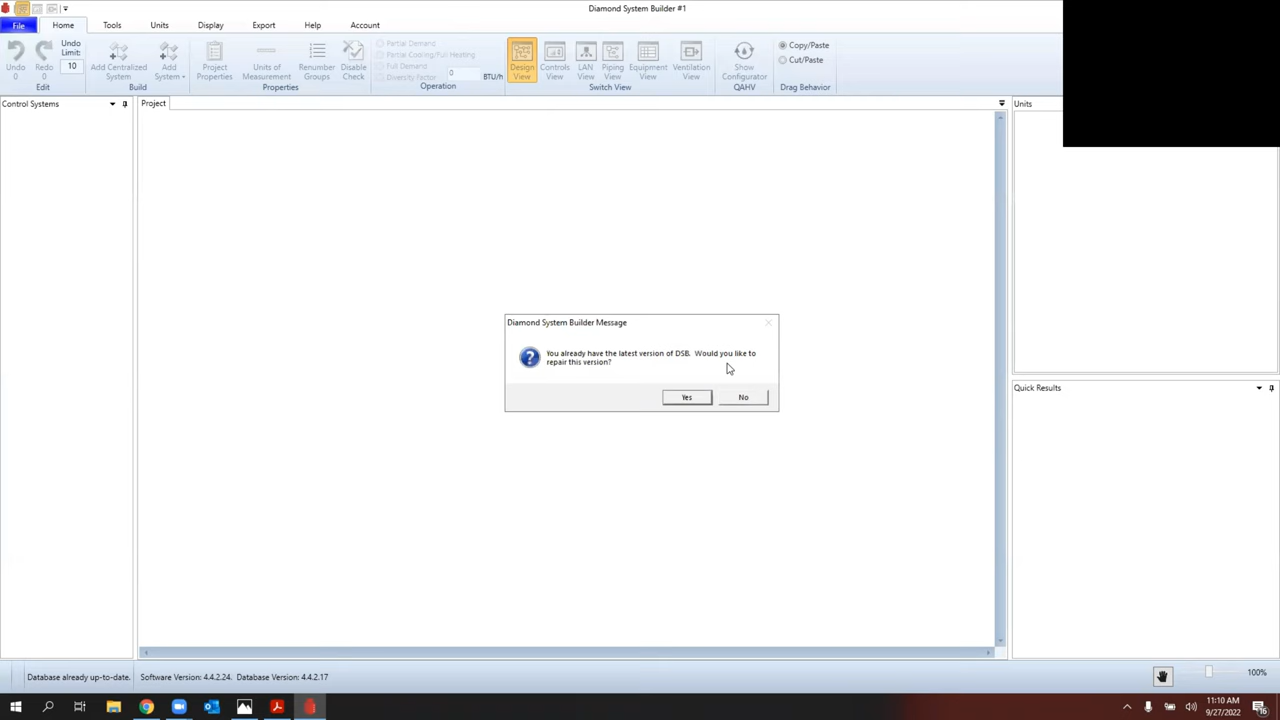 Diamond System Builder #1
File Home Tools Units Display Export Help Account
Undo 0
Redo 0
Undo Limit:
10
Edit
Add Centralized System
Add System
Build
Project Properties
Units of Measurement
Renumber Groups
Properties
Disable Check
Partial Demand
Partial Cooling/Full Heating
Full Demand
Diversity Factor 0 BTU/h
Operation
Design View
Controls View
LAN View
Piping View
Equipment View
Ventilation View
Switch View
Show Configurator
QAHV
Copy/Paste
Cut/Paste
Drag Behavior
Control Systems
Project
Units
Diamond System Builder Message
You already have the latest version of DSB. Would you like to
repair this version?
Yes No
Quick Results
Database already up-to-date. Software Version: 4.4.2.24. Database Version: 4.4.2.17
100%
11:10 AM
9/27/2022
16